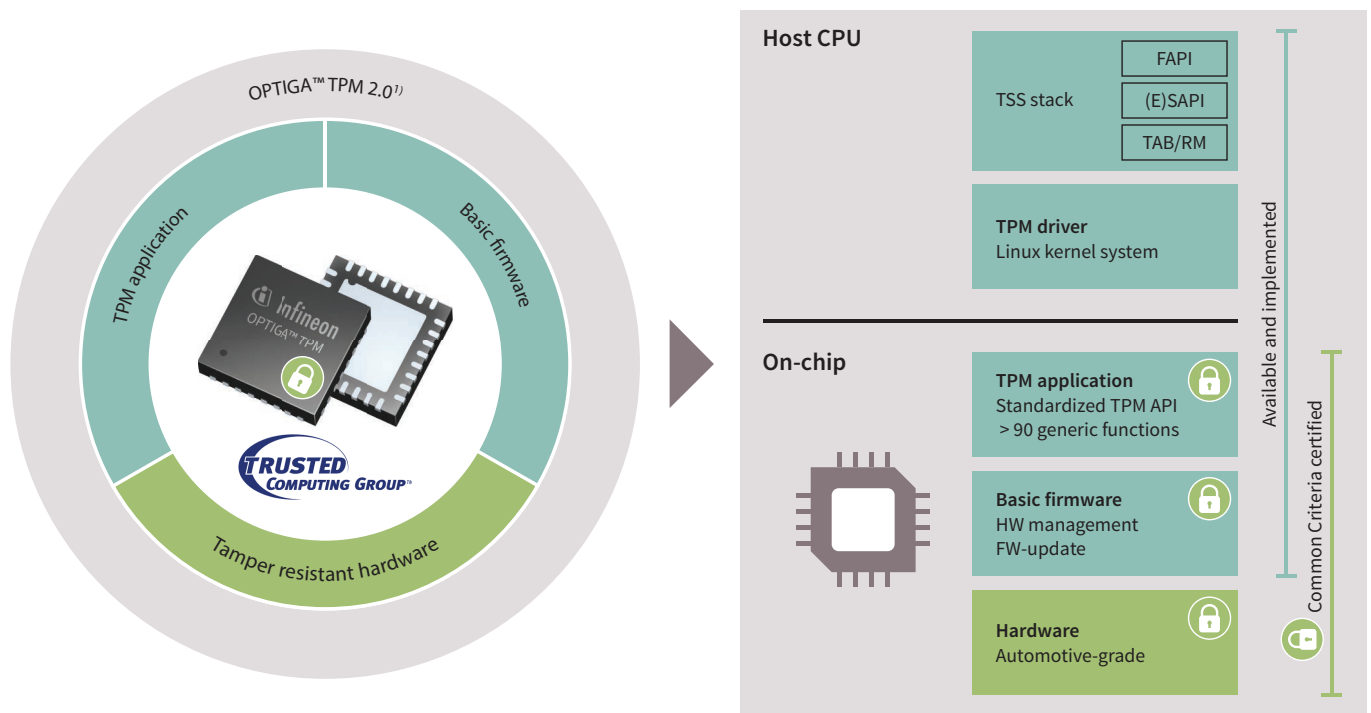 OPTIGA™ TPM 2.0¹⁾
TPM application
Basic firmware
Infineon
OPTIGA™ TPM
TRUSTED
COMPUTING GROUP™
Tamper resistant hardware
Host CPU
TSS stack
FAPI
(E)SAPI
TAB/RM
TPM driver
Linux kernel system
On-chip
TPM application
Standardized TPM API
> 90 generic functions
Basic firmware
HW management
FW-update
Hardware
Automotive-grade
Available and implemented
Common Criteria certified